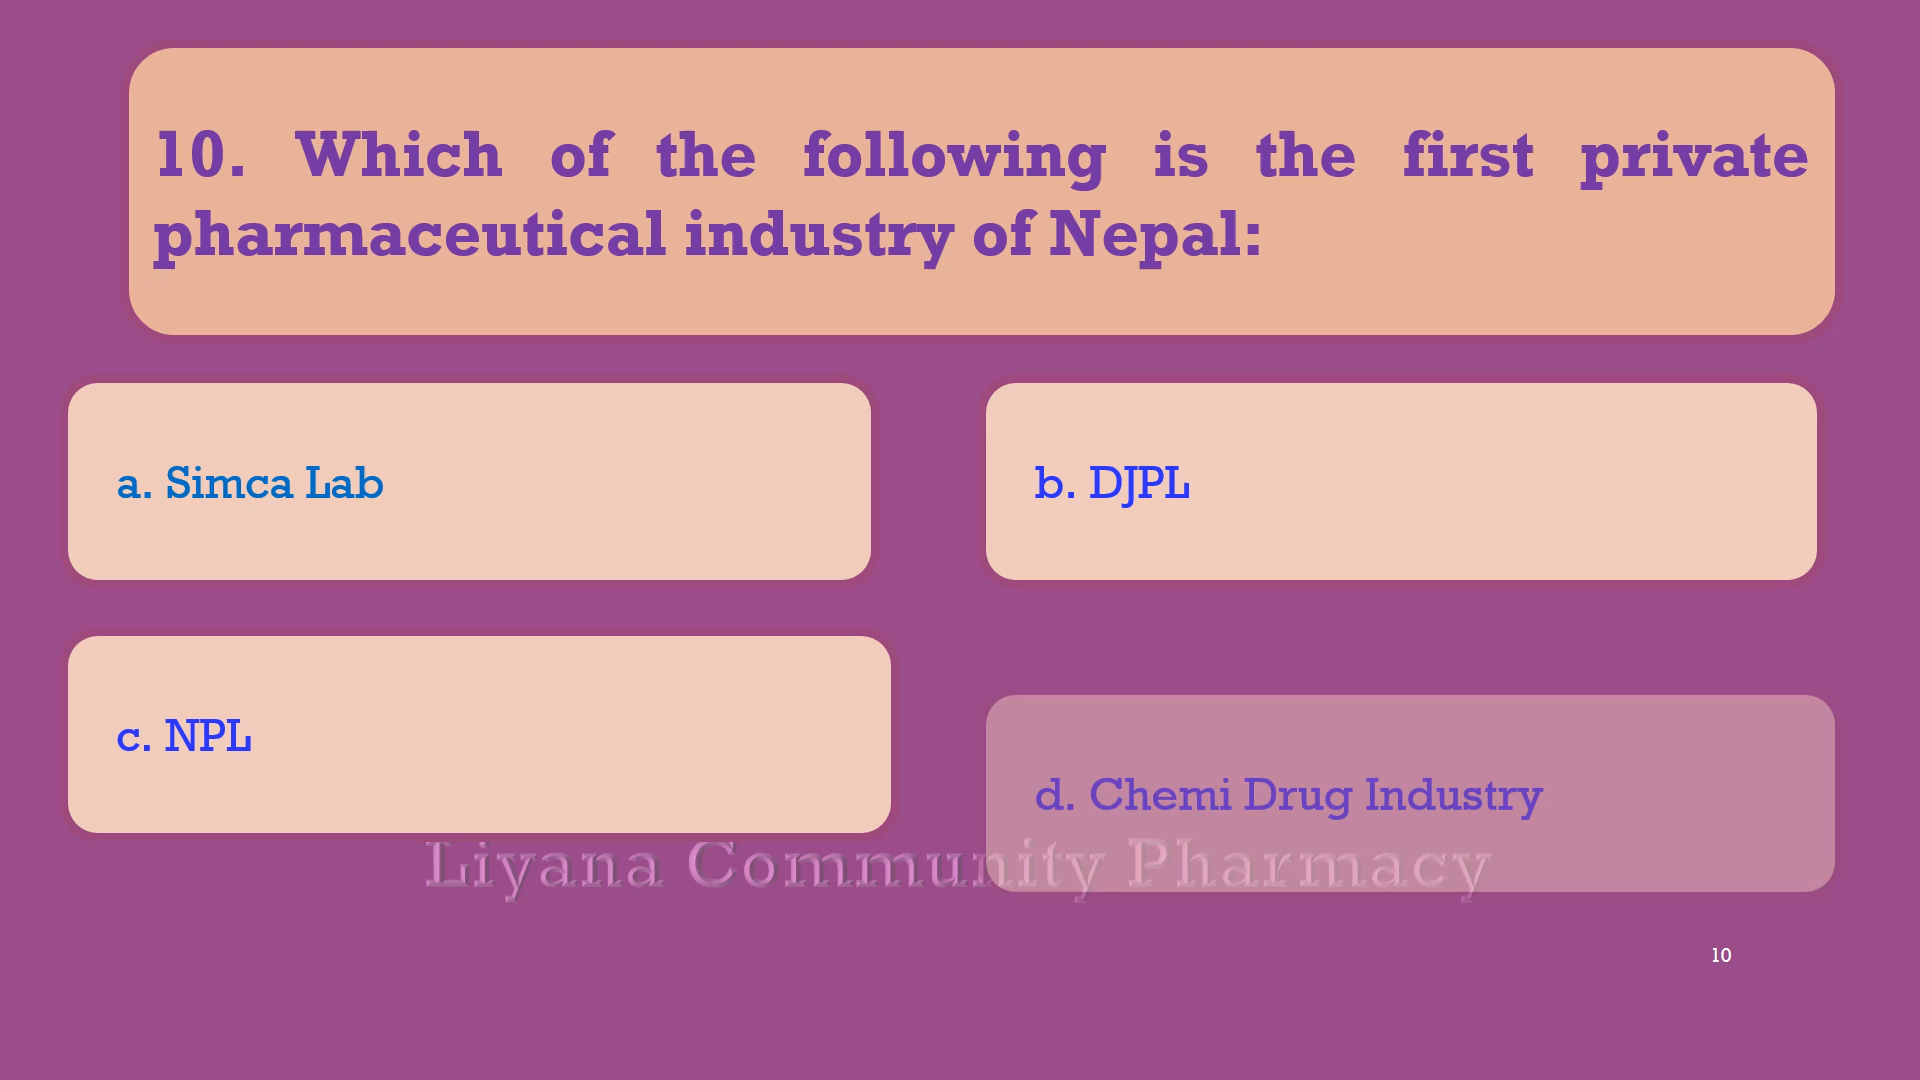 10. Which of the following is the first private
pharmaceutical industry of Nepal:
a. Simca Lab
b. DJPL
c. NPL
d. Chemi Drug Industry
Liyana Community Pharmacy
10